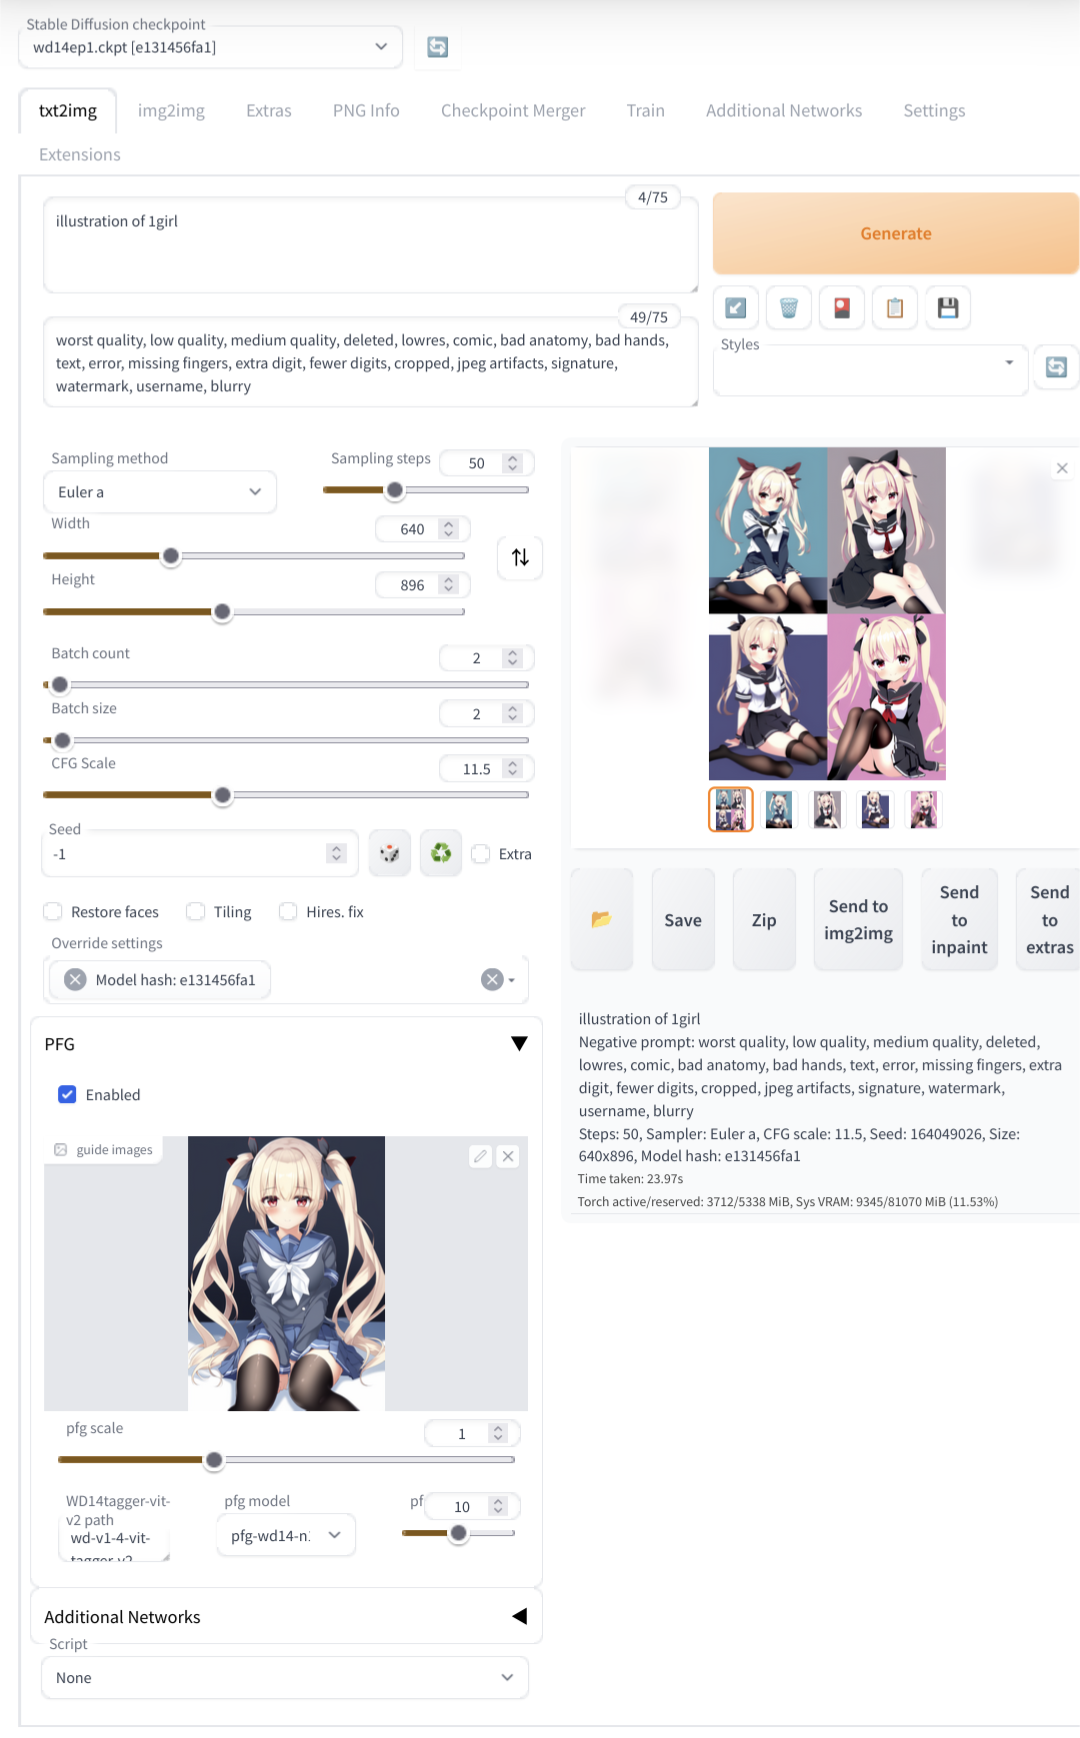 Stable Diffusion checkpoint
wd14ep1.ckpt [e131456fa1]
txt2img
img2img
Extras
PNG Info
Checkpoint Merger
Train
Additional Networks
Settings
Extensions
4/75
illustration of 1girl
Generate
49/75
worst quality, low quality, medium quality, deleted, lowres, comic, bad anatomy, bad hands,
text, error, missing fingers, extra digit, fewer digits, cropped, jpeg artifacts, signature,
watermark, username, blurry
Styles
Sampling method
Euler a
Sampling steps
50
Width
640
Height
896
Batch count
2
Batch size
2
CFG Scale
11.5
Seed
-1
Extra
Restore faces
Tiling
Hires. fix
Override settings
Model hash: e131456fa1
Save
Zip
Send to
img2img
Send
to
inpaint
Send
to
extras
illustration of 1girl
Negative prompt: worst quality, low quality, medium quality, deleted,
lowres, comic, bad anatomy, bad hands, text, error, missing fingers, extra
digit, fewer digits, cropped, jpeg artifacts, signature, watermark,
username, blurry
Steps: 50, Sampler: Euler a, CFG scale: 11.5, Seed: 164049026, Size:
640x896, Model hash: e131456fa1
Time taken: 23.97s
Torch active/reserved: 3712/5338 MiB, Sys VRAM: 9345/81070 MiB (11.53%)
PFG
Enabled
guide images
pfg scale
1
WD14tagger-vit-
v2 path
wd-v1-4-vit-
tagger-v2
pfg model
pfg-wd14-n
pf
10
Additional Networks
Script
None